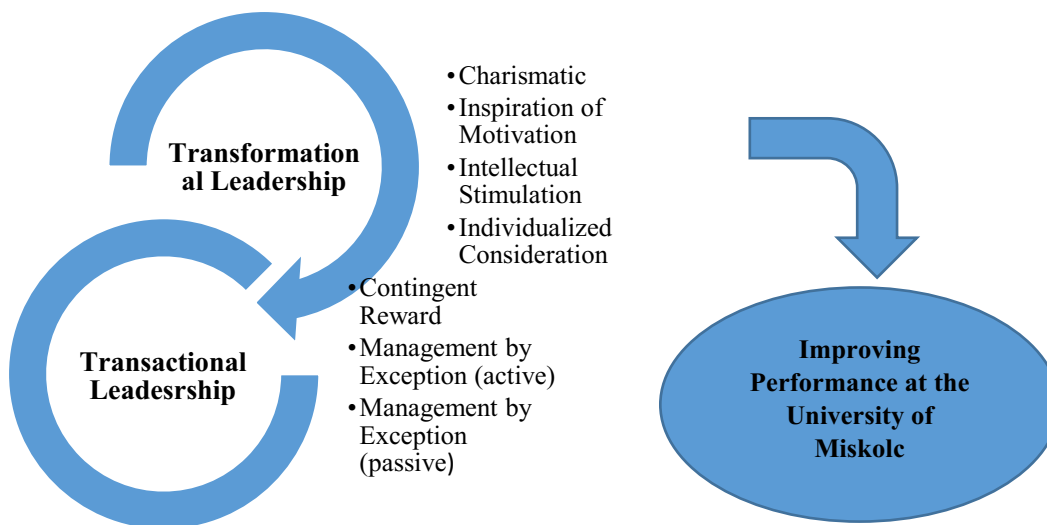 Transformation
al Leadership
•Charismatic
•Inspiration of
Motivation
•Intellectual
Stimulation
•Individualized
Consideration
Transactional
Leadesrship
•Contingent
Reward
•Management by
Exception (active)
•Management by
Exception
(passive)
Improving
Performance at the
University of
Miskolc